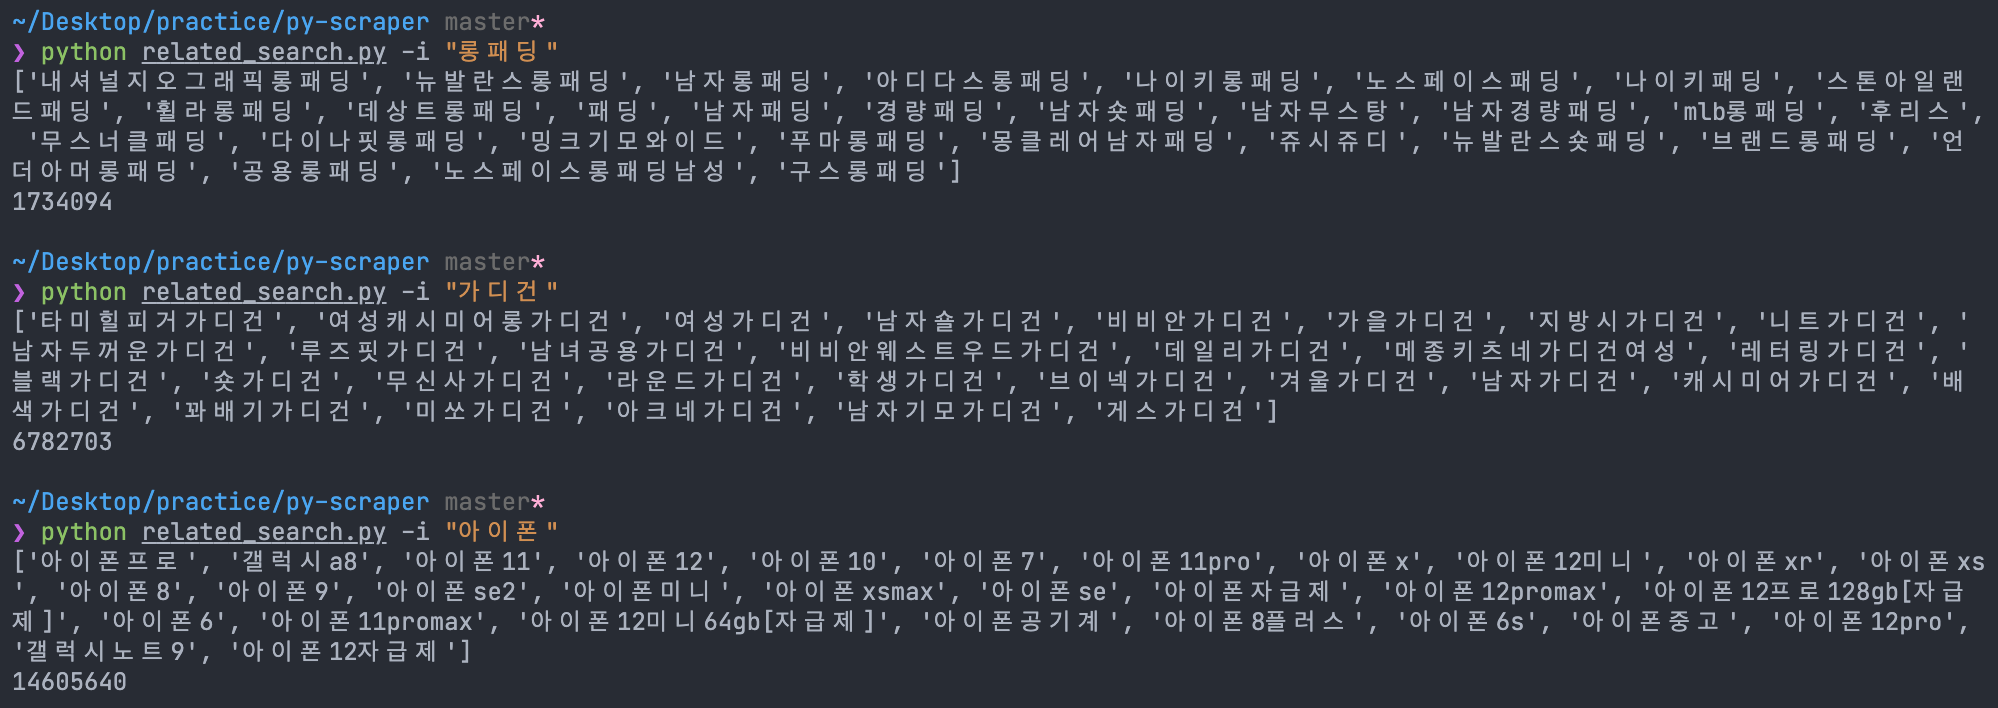 ~/Desktop/practice/py-scraper master*
❯ python related_search.py -i "롱패딩"
['내셔널지오그래픽롱패딩', '뉴발란스롱패딩', '남자롱패딩', '아디다스롱패딩', '나이키롱패딩', '노스페이스패딩', '나이키패딩', '스톤아일랜
드패딩', '휠라롱패딩', '데상트롱패딩', '패딩', '남자패딩', '경량패딩', '남자숏패딩', '남자무스탕', '남자경량패딩', 'mlb롱패딩', '후리스',
'무스너클패딩', '다이나핏롱패딩', '밍크기모와이드', '푸마롱패딩', '몽클레어남자패딩', '쥬시쥬디', '뉴발란스숏패딩', '브랜드롱패딩', '언
더아머롱패딩', '공용롱패딩', '노스페이스롱패딩남성', '구스롱패딩']
1734094
~/Desktop/practice/py-scraper master*
❯ python related_search.py -i "가디건"
['타미힐피거가디건', '여성캐시미어롱가디건', '여성가디건', '남자숄가디건', '비비안가디건', '가을가디건', '지방시가디건', '니트가디건', '
남자두꺼운가디건', '루즈핏가디건', '남녀공용가디건', '비비안웨스트우드가디건', '데일리가디건', '메종키츠네가디건여성', '레터링가디건', '
블랙가디건', '숏가디건', '무신사가디건', '라운드가디건', '학생가디건', '브이넥가디건', '겨울가디건', '남자가디건', '캐시미어가디건', '배
색가디건', '꽈배기가디건', '미쏘가디건', '아크네가디건', '남자기모가디건', '게스가디건']
6782703
~/Desktop/practice/py-scraper master*
❯ python related_search.py -i "아이폰"
['아이폰프로', '갤럭시a8', '아이폰11', '아이폰12', '아이폰10', '아이폰7', '아이폰11pro', '아이폰x', '아이폰12미니', '아이폰xr', '아이폰xs
', '아이폰8', '아이폰9', '아이폰se2', '아이폰미니', '아이폰xsmax', '아이폰se', '아이폰자급제', '아이폰12promax', '아이폰12프로128gb[자급
제]', '아이폰6', '아이폰11promax', '아이폰12미니64gb[자급제]', '아이폰공기계', '아이폰8플러스', '아이폰6s', '아이폰중고', '아이폰12pro',
'갤럭시노트9', '아이폰12자급제']
14605640